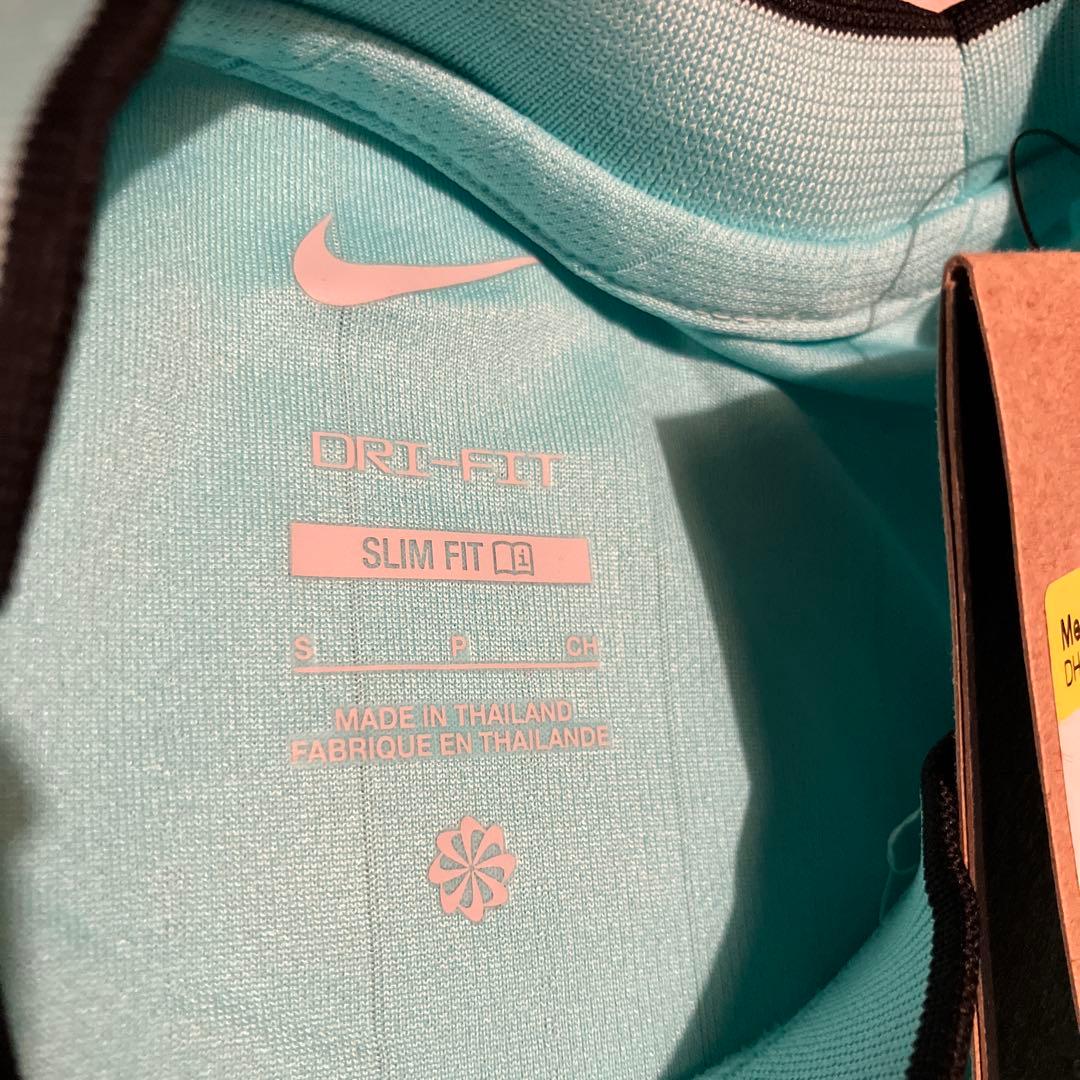 DRI-FIT
SLIM FIT
S P CH
MADE IN THAILAND
FABRIQUE EN THAILANDE